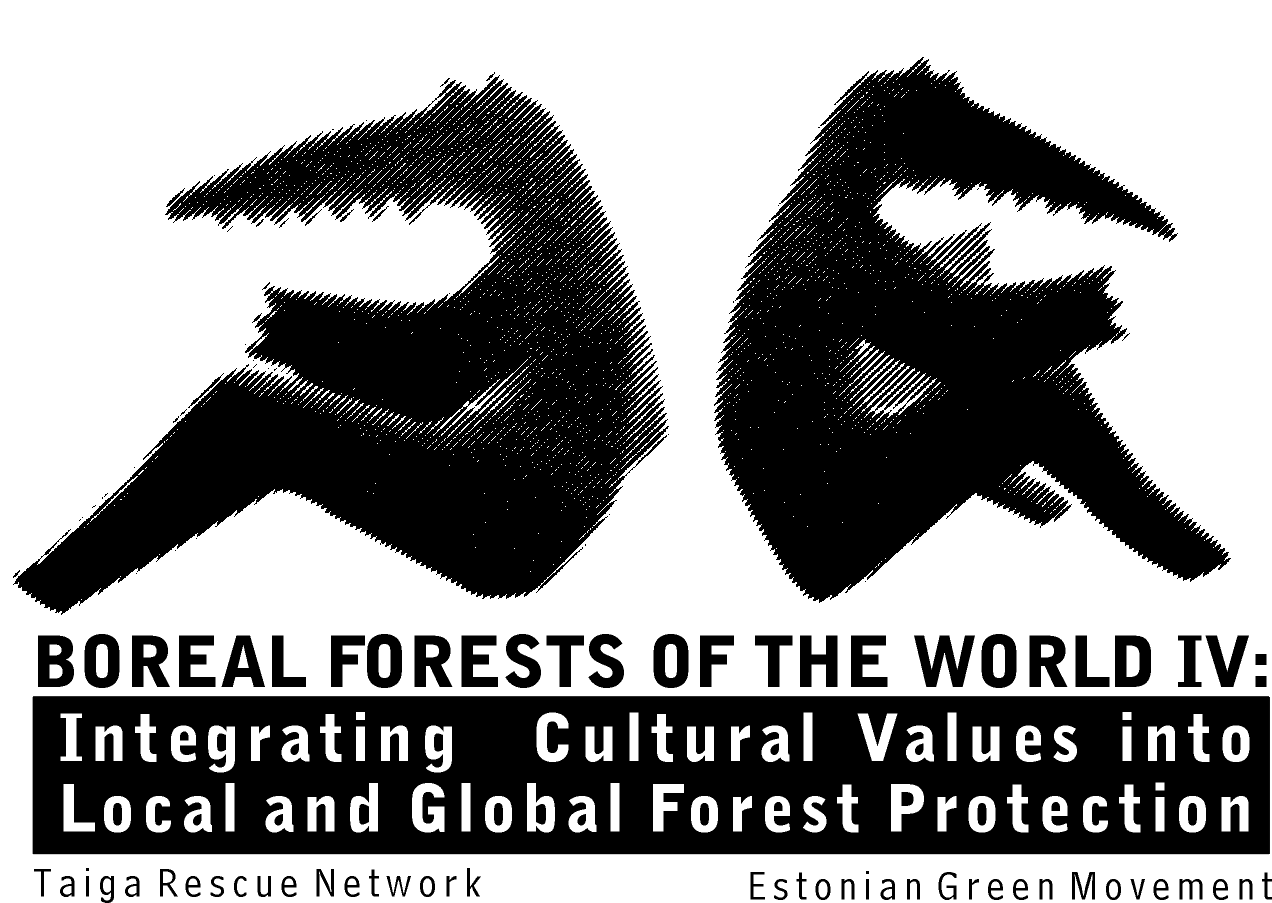 BOREAL FORESTS OF THE WORLD IV:
Integrating Cultural Values into
Local and Global Forest Protection
Taiga Rescue Network
Estonian Green Movement